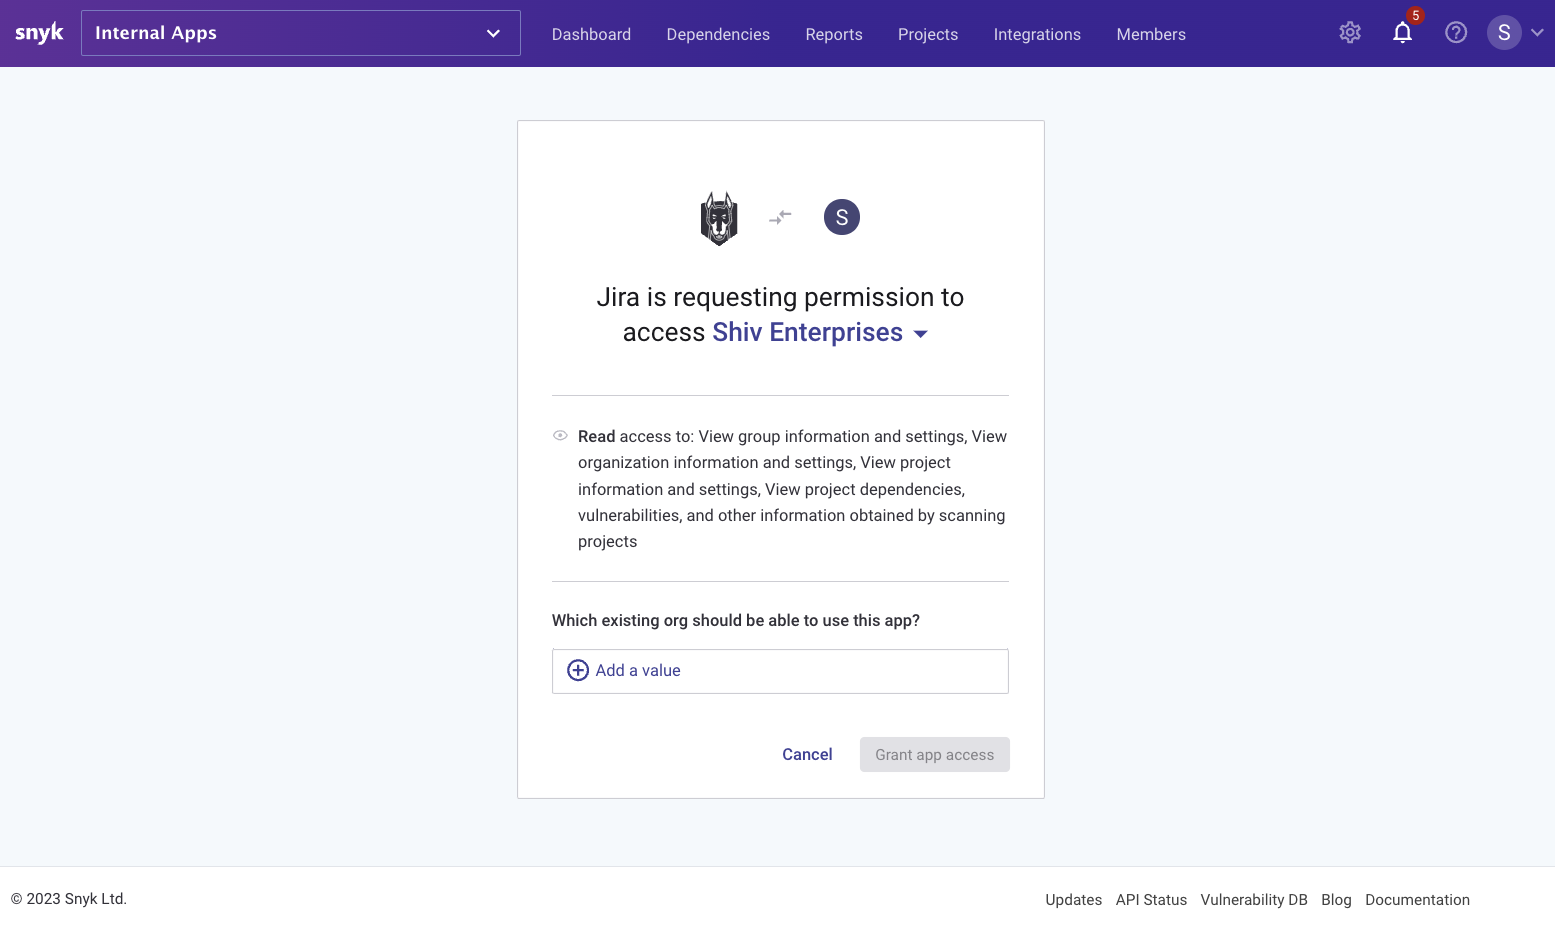 snyk
Internal Apps
Dashboard
Dependencies
Reports
Projects
Integrations
Members
5
S
S
Jira is requesting permission to
access Shiv Enterprises
Read access to: View group information and settings, View
organization information and settings, View project
information and settings, View project dependencies,
vulnerabilities, and other information obtained by scanning
projects
Which existing org should be able to use this app?
Add a value
Cancel
Grant app access
© 2023 Snyk Ltd.
Updates
API Status
Vulnerability DB
Blog
Documentation